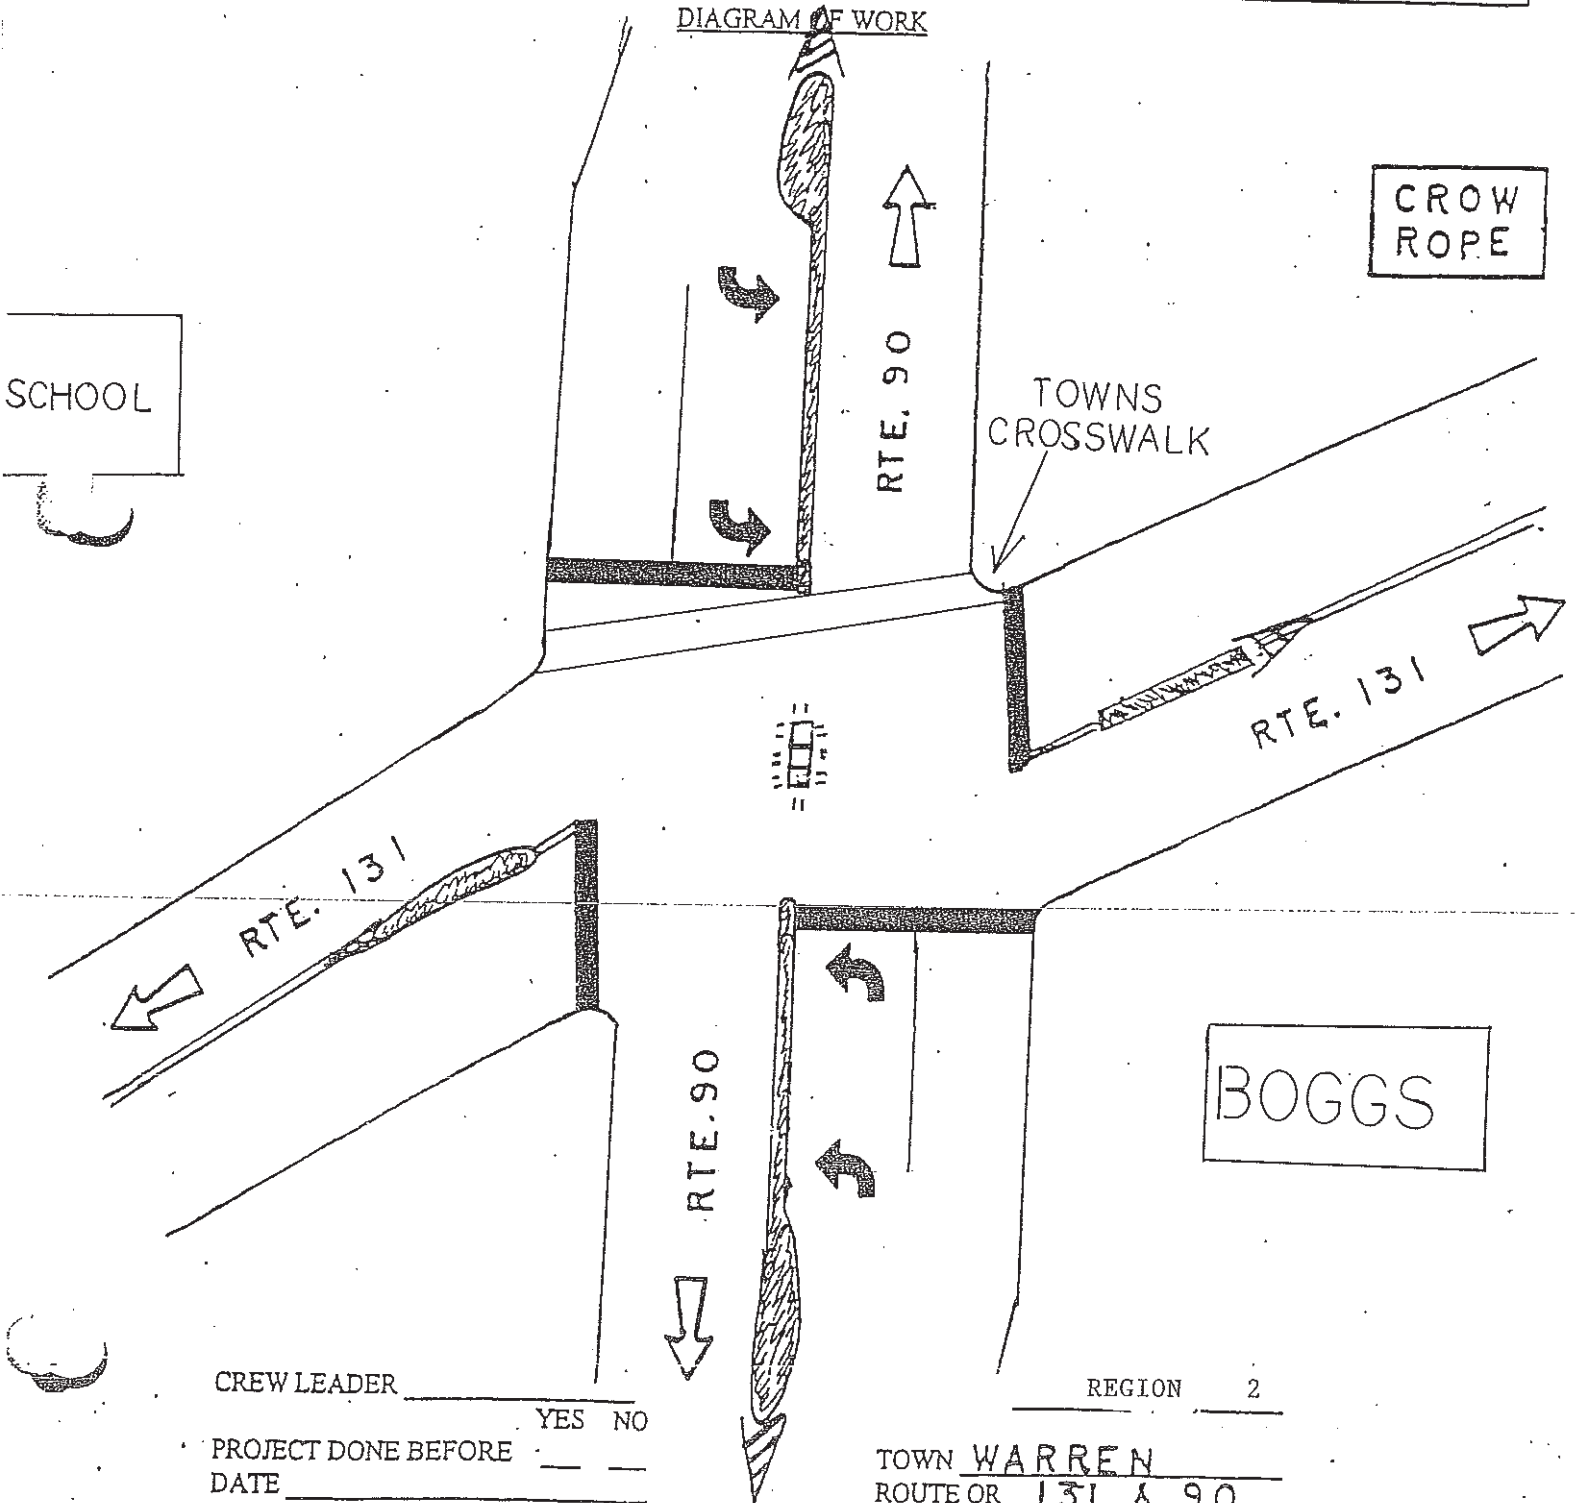 DIAGRAM OF WORK
CROW
ROPE
SCHOOL
RTE. 90
TOWNS
CROSSWALK
RTE. 131
RTE. 131
RTE. 90
BOGGS
CREW LEADER
YES NO
PROJECT DONE BEFORE
DATE
REGION 2
TOWN WARREN
ROUTE OR 131 & 90